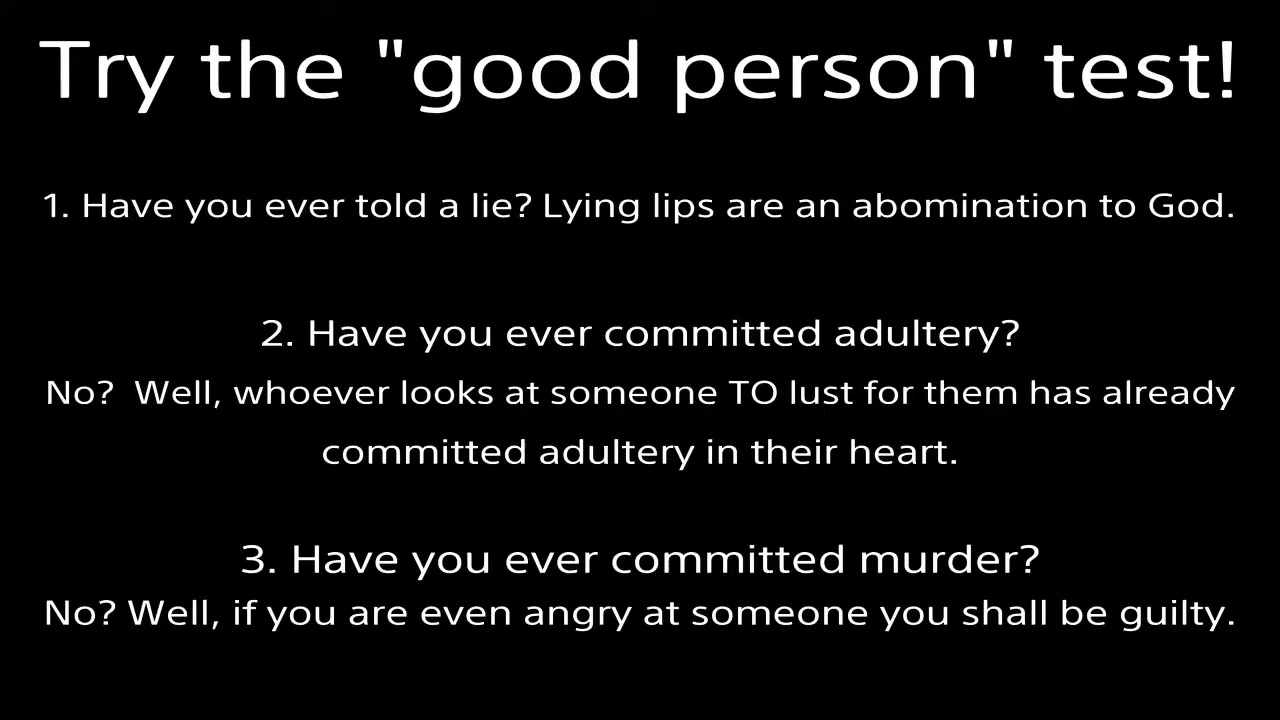 Try the "good person" test!
1. Have you ever told a lie? Lying lips are an abomination to God.
2. Have you ever committed adultery?
No?  Well, whoever looks at someone TO lust for them has already
committed adultery in their heart.
3. Have you ever committed murder?
No? Well, if you are even angry at someone you shall be guilty.